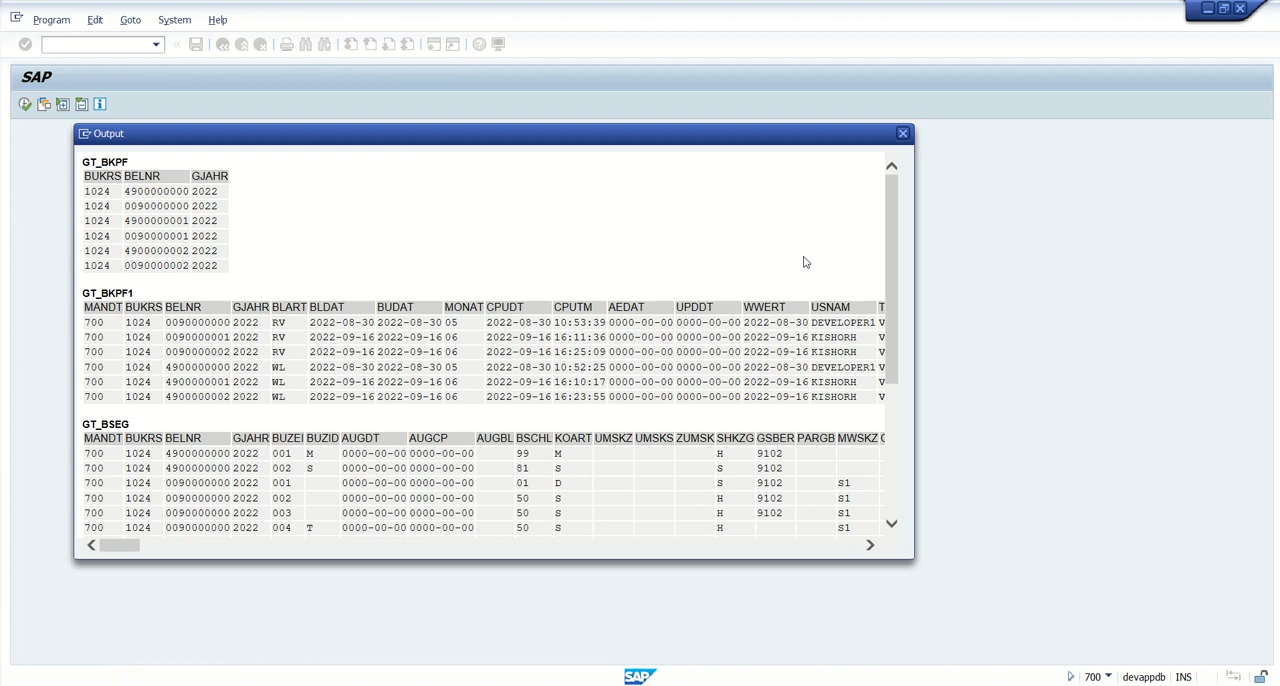 Program Edit Goto System Help
SAP
Output
GT_BKPF
BUKRS BELNR GJAHR
1024 4900000000 2022
1024 0090000000 2022
1024 4900000001 2022
1024 0090000001 2022
1024 4900000002 2022
1024 0090000002 2022
GT_BKPF1
MANDT BUKRS BELNR GJAHR BLART BLDAT BUDAT MONAT CPUDT CPUTM AEDAT UPDDT WWERT USNAM T
700 1024 0090000000 2022 RV 2022-08-30 2022-08-30 05 2022-08-30 10:53:39 0000-00-00 0000-00-00 2022-08-30 DEVELOPER1 V
700 1024 0090000001 2022 RV 2022-09-16 2022-09-16 06 2022-09-16 16:11:36 0000-00-00 0000-00-00 2022-09-16 KISHORH V
700 1024 0090000002 2022 RV 2022-09-16 2022-09-16 06 2022-09-16 16:25:09 0000-00-00 0000-00-00 2022-09-16 KISHORH V
700 1024 4900000000 2022 WL 2022-08-30 2022-08-30 05 2022-08-30 10:52:25 0000-00-00 0000-00-00 2022-08-30 DEVELOPER1 V
700 1024 4900000001 2022 WL 2022-09-16 2022-09-16 06 2022-09-16 16:10:17 0000-00-00 0000-00-00 2022-09-16 KISHORH V
700 1024 4900000002 2022 WL 2022-09-16 2022-09-16 06 2022-09-16 16:23:55 0000-00-00 0000-00-00 2022-09-16 KISHORH V
GT_BSEG
MANDT BUKRS BELNR GJAHR BUZEI BUZID AUGDT AUGCP AUGBL BSCHL KOART UMSKZ UMSKS ZUMSK SHKZG GSBER PARGB MWSKZ
700 1024 4900000000 2022 001 M 0000-00-00 0000-00-00 99 M H 9102
700 1024 4900000000 2022 002 S 0000-00-00 0000-00-00 81 S S 9102
700 1024 0090000000 2022 001 0000-00-00 0000-00-00 01 D S 9102 S1
700 1024 0090000000 2022 002 0000-00-00 0000-00-00 50 S H 9102 S1
700 1024 0090000000 2022 003 0000-00-00 0000-00-00 50 S H 9102 S1
700 1024 0090000000 2022 004 T 0000-00-00 0000-00-00 50 S H S1
SAP
700 devappdb INS